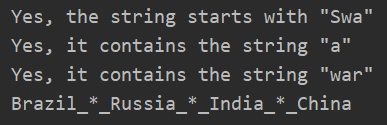 Yes, the string starts with "Swa"
Yes, it contains the string "a"
Yes, it contains the string "war"
Brazil_*_Russia_*_India_*_China